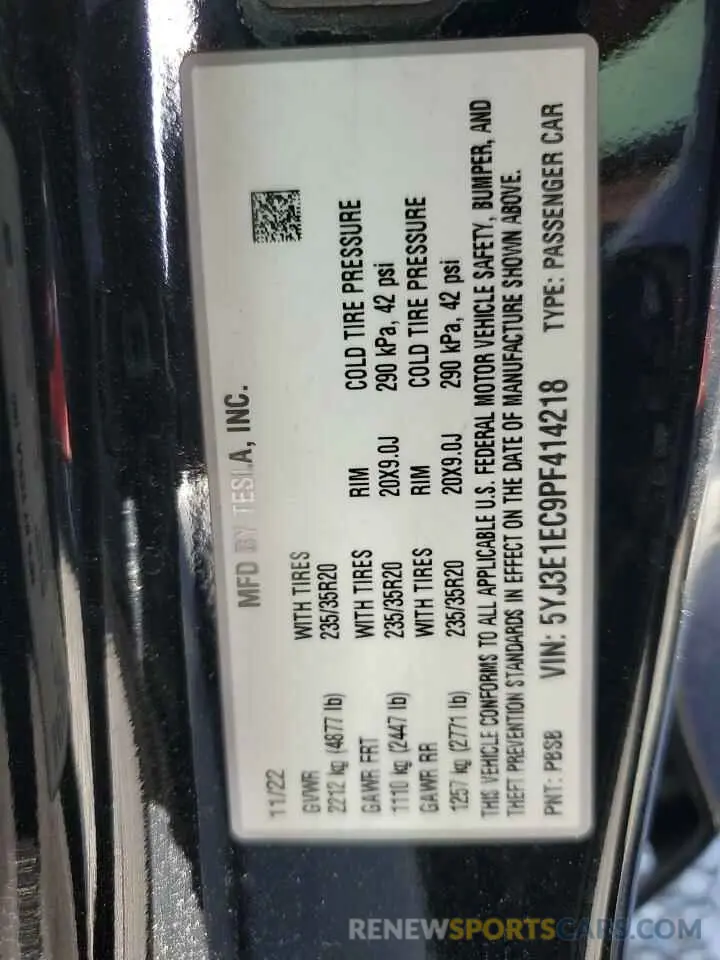 MFD BY TESLA, INC.
11/22
GVWR WITH TIRES
2212 kg (4877 lb) 235/35R20
GAWR FRT WITH TIRES RIM COLD TIRE PRESSURE
1110 kg (2447 lb) 235/35R20 20X9.0J 290 kPa, 42 psi
GAWR RR WITH TIRES RIM COLD TIRE PRESSURE
1257 kg (2771 lb) 235/35R20 20X9.0J 290 kPa, 42 psi
THIS VEHICLE CONFORMS TO ALL APPLICABLE U.S. FEDERAL MOTOR VEHICLE SAFETY, BUMPER, AND
THEFT PREVENTION STANDARDS IN EFFECT ON THE DATE OF MANUFACTURE SHOWN ABOVE.
PNT: PBSB VIN: 5YJ3E1EC9PF414218 TYPE: PASSENGER CAR
RENEWSPORTSCARS.COM